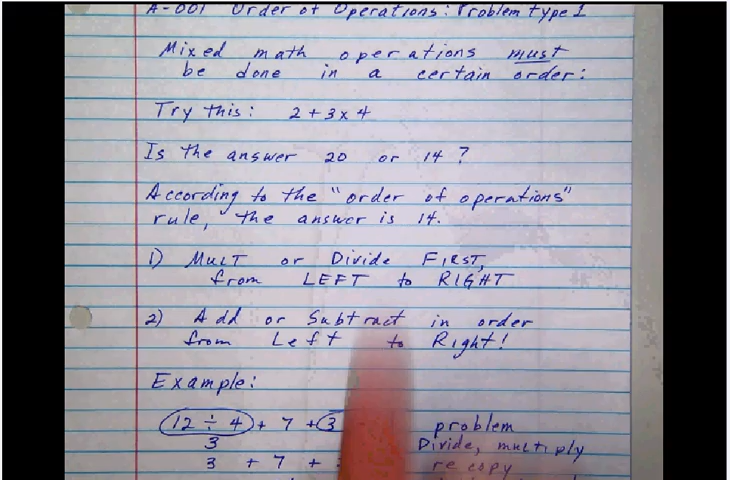 A-001 Order of Operations: Problem type 1
Mixed math operations must
be done in a certain order:
Try this: 2 + 3 x 4
Is the answer 20 or 14?
According to the "order of operations"
rule, the answer is 14.
1) MULT or Divide FIRST,
from LEFT to RIGHT
2) Add or Subtract in order
from Left to Right!
Example:
12 ÷ 4 + 7 + 3 problem
3 Divide, multiply
3 + 7 + re copy